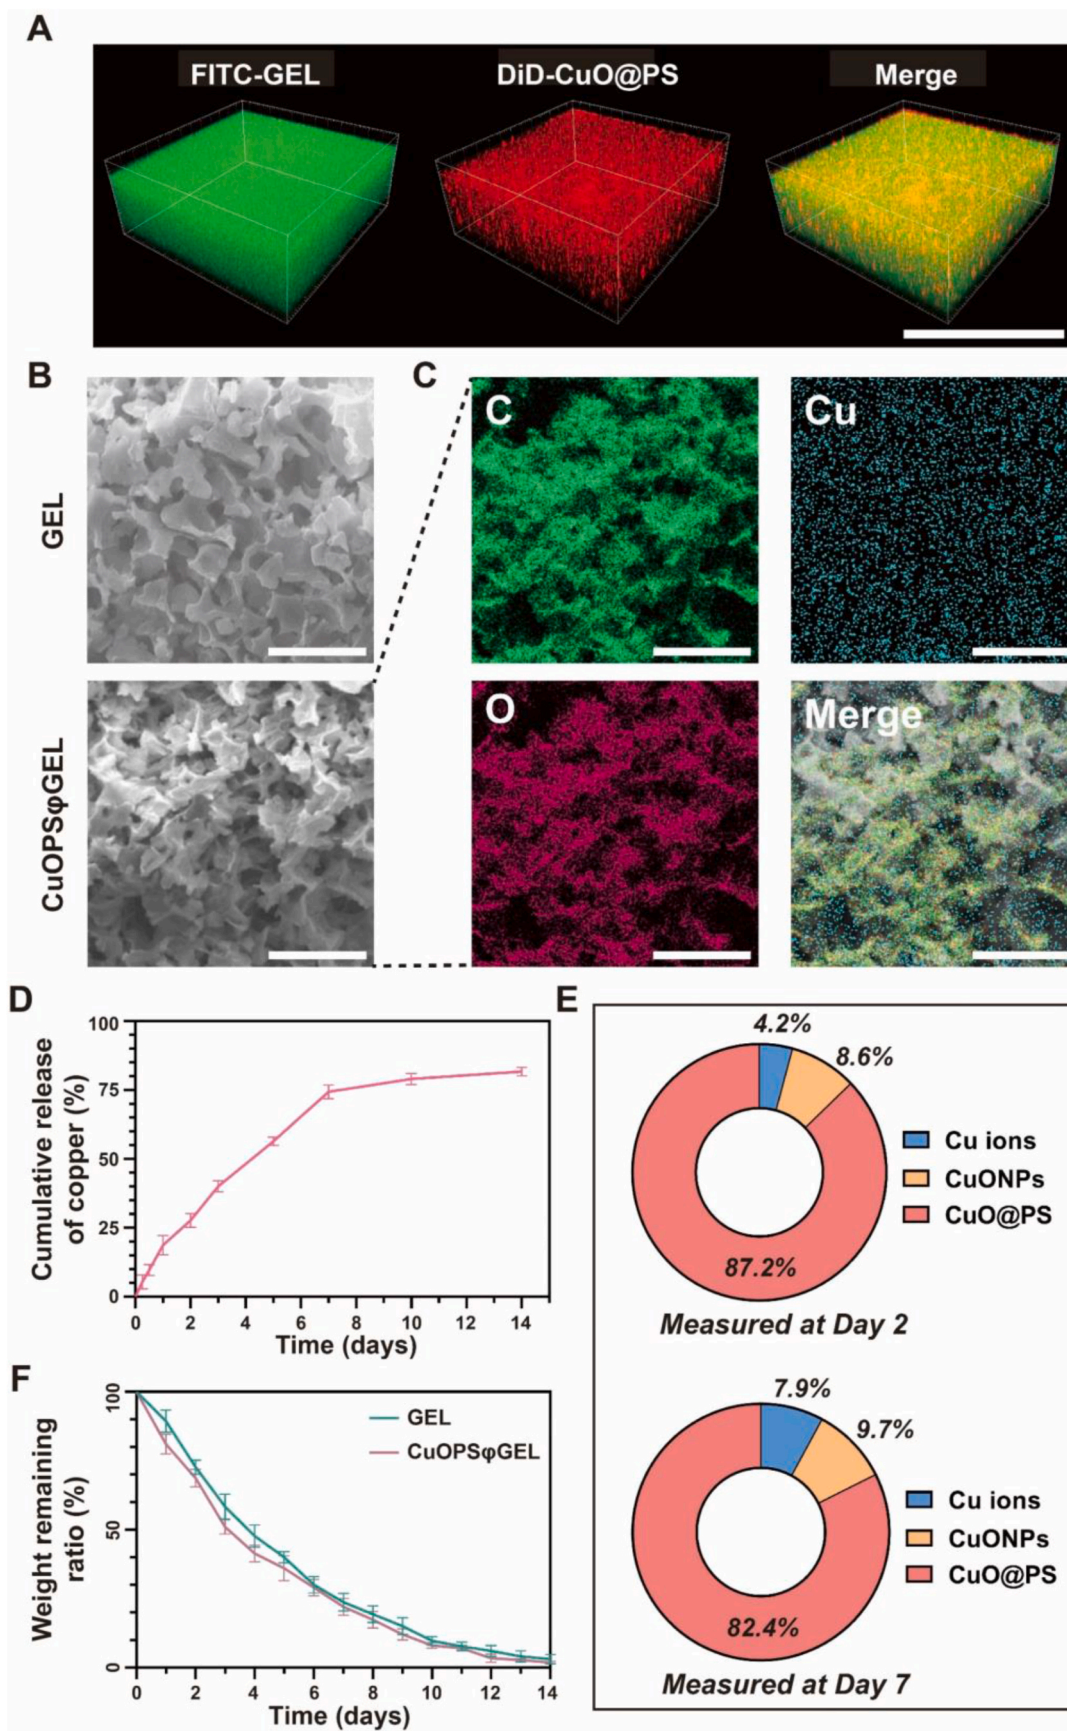 A
FITC-GEL
DiD-CuO@PS
Merge
B
C
GEL
CuOPSφGEL
C
Cu
O
Merge
D
Cumulative release
of copper (%)
100
75
50
25
0
0 2 4 6 8 10 12 14
Time (days)
E
4.2%
8.6%
87.2%
Cu ions
CuONPs
CuO@PS
Measured at Day 2
7.9%
9.7%
82.4%
Cu ions
CuONPs
CuO@PS
Measured at Day 7
F
Weight remaining
ratio (%)
100
50
0
GEL
CuOPSφGEL
0 2 4 6 8 10 12 14
Time (days)